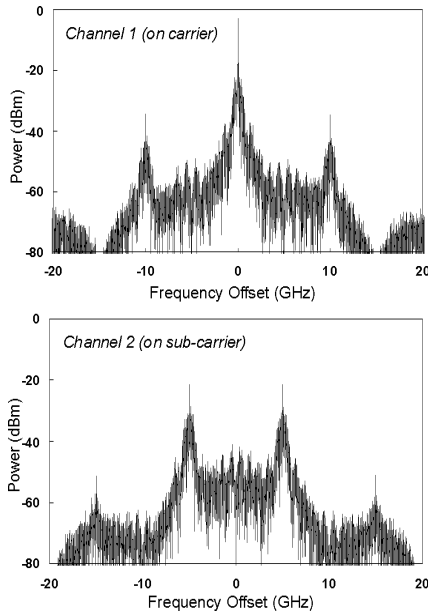 0
Channel 1 (on carrier)
-20
-40
-60
-80
Power (dBm)
-20 -10 0 10 20
Frequency Offset (GHz)
0
Channel 2 (on sub-carrier)
-20
-40
-60
-80
Power (dBm)
-20 -10 0 10 20
Frequency Offset (GHz)